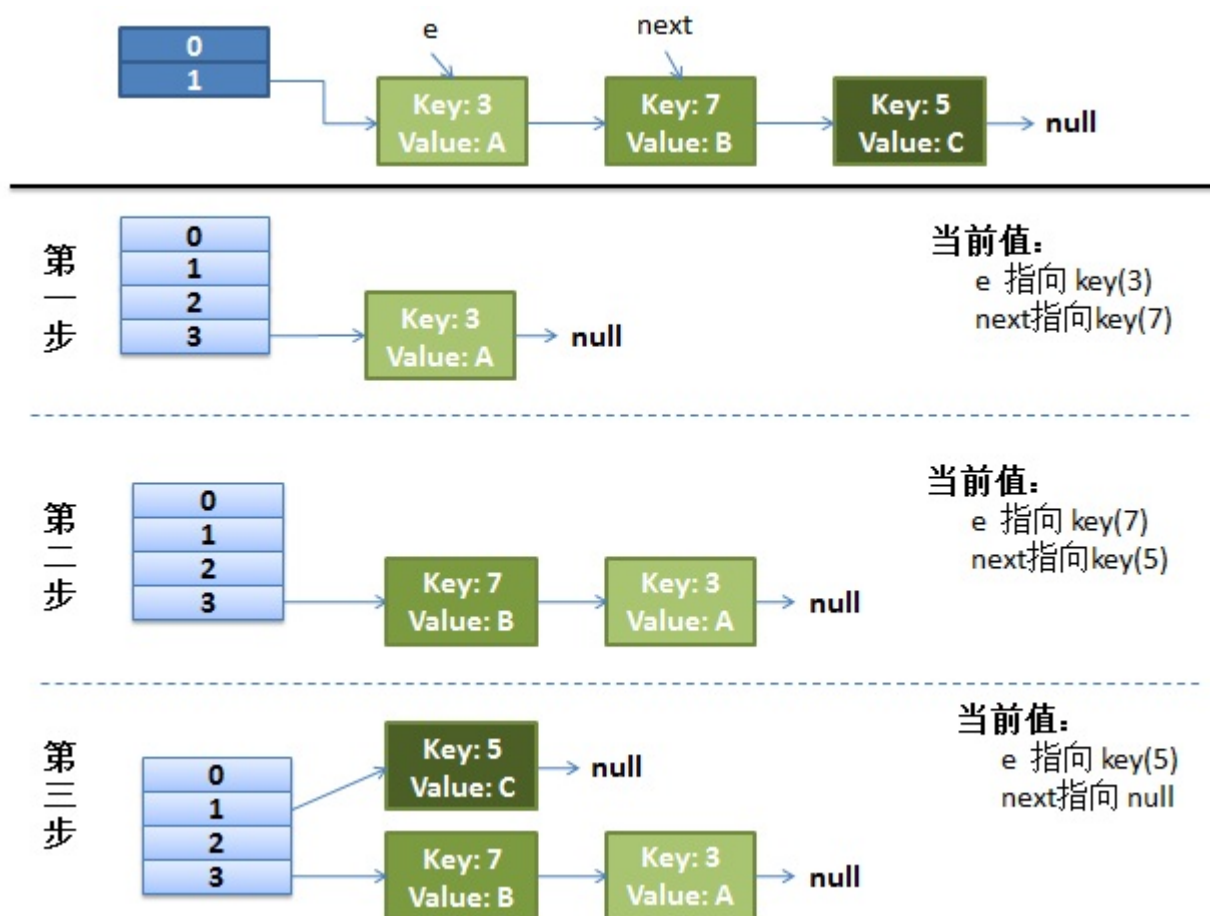 e
next
0
1
Key: 3
Value: A
Key: 7
Value: B
Key: 5
Value: C
null
第一步
0
1
2
3
Key: 3
Value: A
null
当前值：
e 指向 key(3)
next指向key(7)
第二步
0
1
2
3
Key: 7
Value: B
Key: 3
Value: A
null
当前值：
e 指向 key(7)
next指向key(5)
第三步
0
1
2
3
Key: 5
Value: C
null
Key: 7
Value: B
Key: 3
Value: A
null
当前值：
e 指向 key(5)
next指向 null